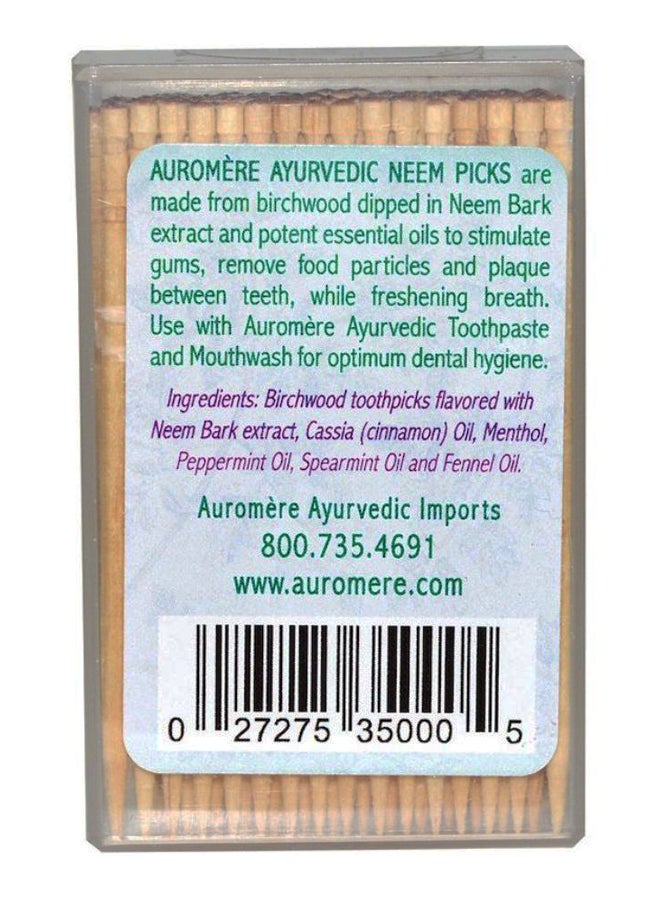 AUROMÈRE AYURVEDIC NEEM PICKS are
made from birchwood dipped in Neem Bark
extract and potent essential oils to stimulate
gums, remove food particles and plaque
between teeth, while freshening breath.
Use with Auromère Ayurvedic Toothpaste
and Mouthwash for optimum dental hygiene.
Ingredients: Birchwood toothpicks flavored with
Neem Bark extract, Cassia (cinnamon) Oil, Menthol,
Peppermint Oil, Spearmint Oil and Fennel Oil.
Auromère Ayurvedic Imports
800.735.4691
www.auromere.com
0 27275 35000 5